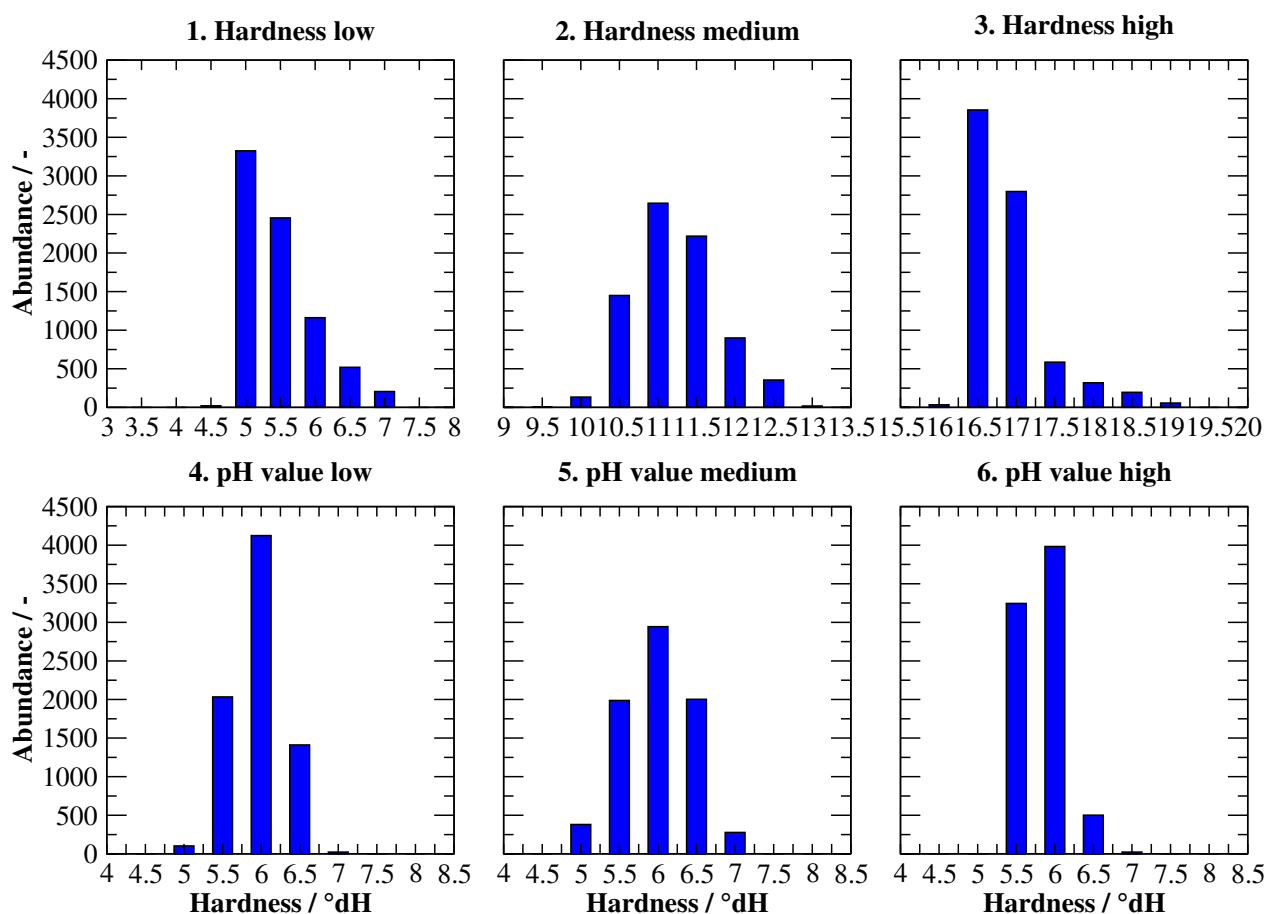 1. Hardness low
2. Hardness medium
3. Hardness high
4500
4000
3500
3000
2500
2000
1500
1000
500
0
Abundance / -
3 3.5 4 4.5 5 5.5 6 6.5 7 7.5 8
9 9.5 10 10.5 11 11.5 12 12.5 13 13.5
15.5 16 16.5 17 17.5 18 18.5 19 19.5 20
4. pH value low
5. pH value medium
6. pH value high
4500
4000
3500
3000
2500
2000
1500
1000
500
0
Abundance / -
4 4.5 5 5.5 6 6.5 7 7.5 8 8.5
4 4.5 5 5.5 6 6.5 7 7.5 8 8.5
4 4.5 5 5.5 6 6.5 7 7.5 8 8.5
Hardness / °dH
Hardness / °dH
Hardness / °dH